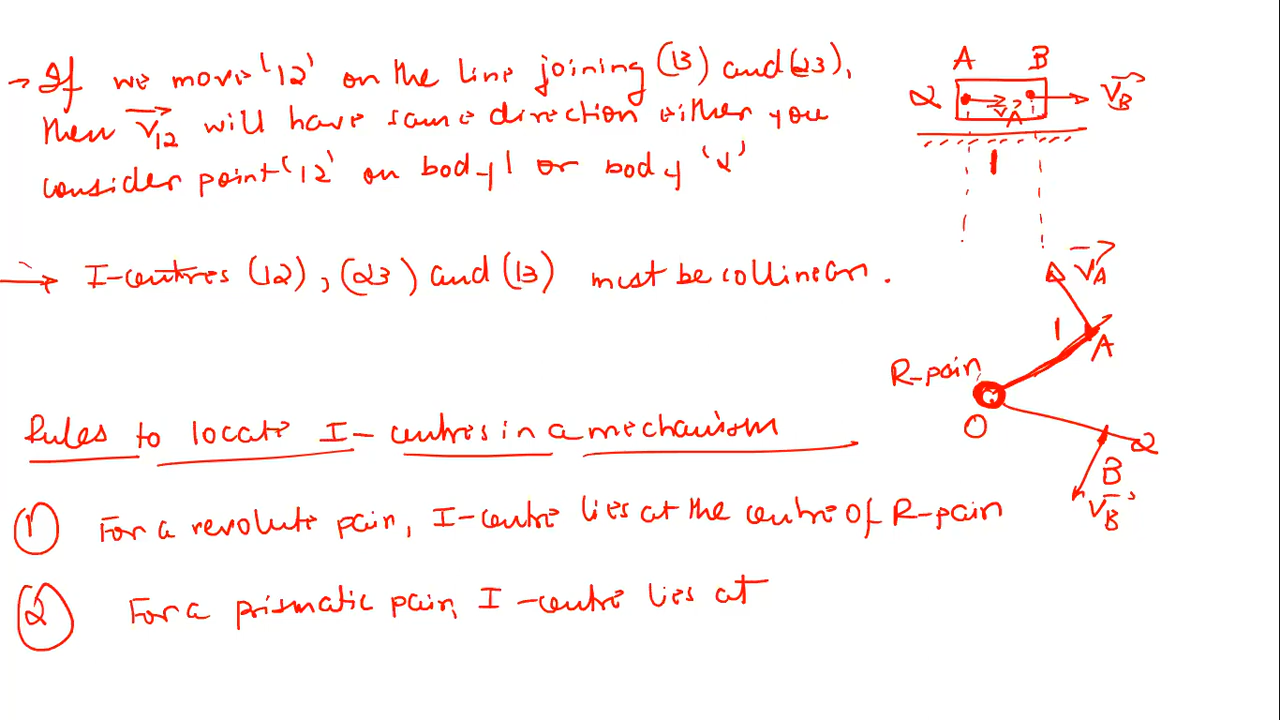 → If we move '12' on the line joining (13) and (23),
then V12 will have same direction either you
consider point '12' on body 1 or body '2'
→ I-centres (12), (23) and (13) must be collinear.
Rules to locate I-centres in a mechanism
① For a revolute pair, I-centre lies at the centre of R-pair
② For a prismatic pair, I-centre lies at
A B
2 VA VB
1
VA
1
A
R-pair
O
2
B
VB